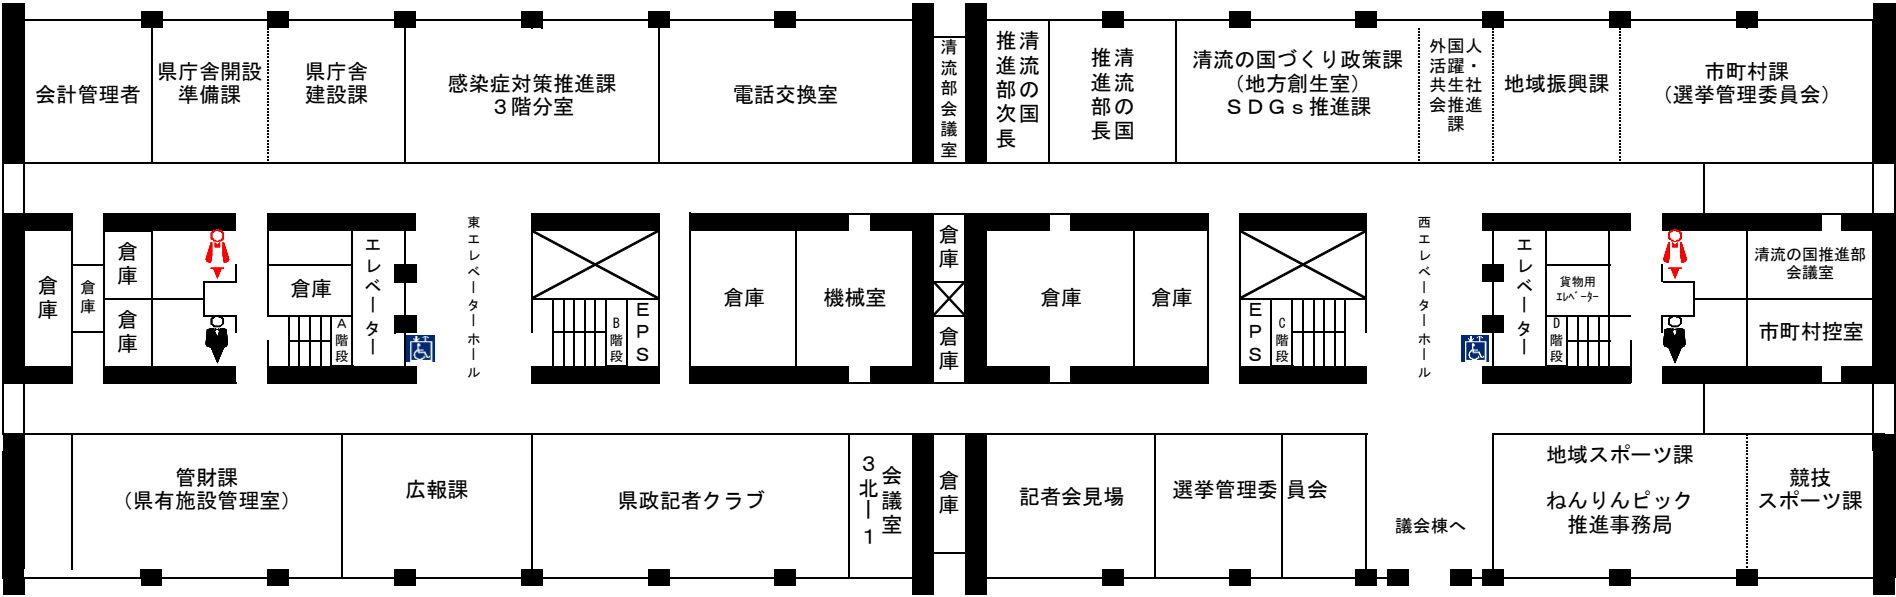 会計管理者
県庁舎開設
準備課
県庁舎
建設課
感染症対策推進課
３階分室
電話交換室
清流部会議室
清流の国
推進部次長
清流の国
推進部長
清流の国づくり政策課
（地方創生室）
ＳＤＧｓ推進課
外国人
活躍・
共生社
会推進
課
地域振興課
市町村課
（選挙管理委員会）
倉庫
倉庫
倉庫
倉庫
倉庫
A階段
エレベーター
東エレベーターホール
B階段
EPS
倉庫
機械室
倉庫
倉庫
倉庫
倉庫
EPS
C階段
西エレベーターホール
エレベーター
貨物用
ｴﾚﾍﾞｰﾀｰ
D階段
清流の国推進部
会議室
市町村控室
管財課
（県有施設管理室）
広報課
県政記者クラブ
会議室
３北ー１
倉庫
記者会見場
選挙管理委員会
議会棟へ
地域スポーツ課
ねんりんピック
推進事務局
競技
スポーツ課